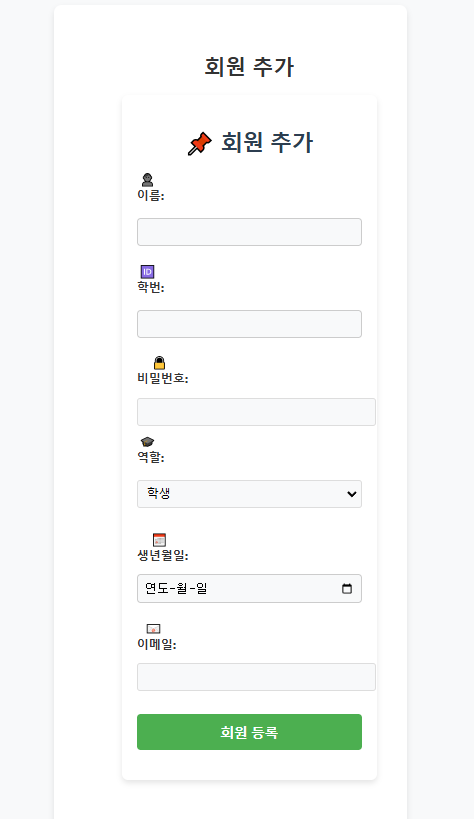 회원 추가
📌 회원 추가
👤
이름:
🆔
학번:
🔒
비밀번호:
🎓
역할:
학생
📅
생년월일:
연도-월-일
📧
이메일:
회원 등록